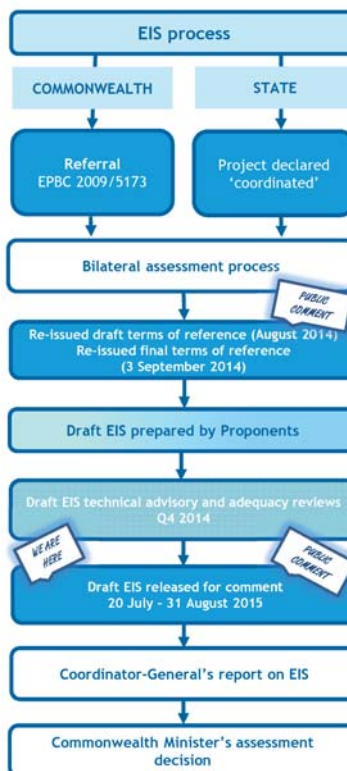 EIS process
COMMONWEALTH
STATE
Referral
EPBC 2009/5173
Project declared
‘coordinated’
Bilateral assessment process
PUBLIC
COMMENT
Re-issued draft terms of reference (August 2014)
Re-issued final terms of reference
(3 September 2014)
Draft EIS prepared by Proponents
Draft EIS technical advisory and adequacy reviews
Q4 2014
WE ARE
HERE
PUBLIC
COMMENT
Draft EIS released for comment
20 July - 31 August 2015
Coordinator-General’s report on EIS
Commonwealth Minister’s assessment
decision